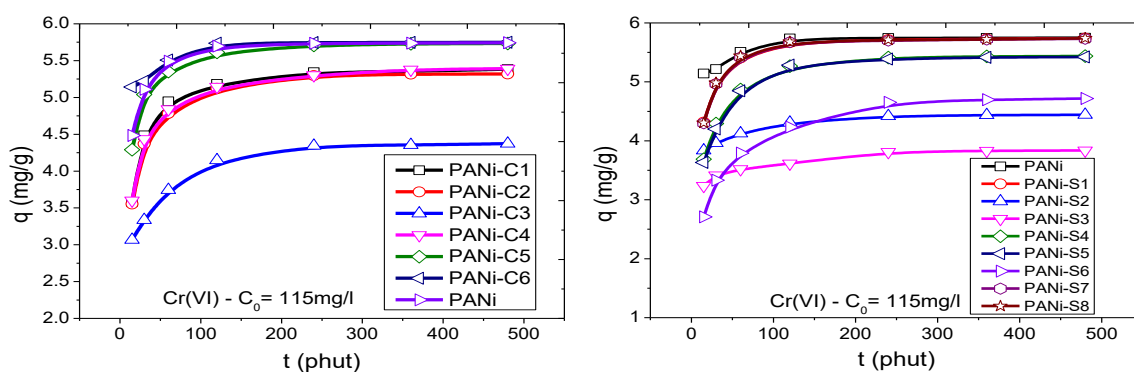 6.0
5.5
5.0
4.5
4.0
3.5
3.0
2.5
2.0
q (mg/g)
PANi-C1
PANi-C2
PANi-C3
PANi-C4
PANi-C5
PANi-C6
PANi
Cr(VI) - C₀= 115mg/l
0 100 200 300 400 500
t (phut)
6
5
4
3
2
1
q (mg/g)
PANi
PANi-S1
PANi-S2
PANi-S3
PANi-S4
PANi-S5
PANi-S6
PANi-S7
PANi-S8
Cr(VI) - C₀= 115mg/l
0 100 200 300 400 500
t (phut)